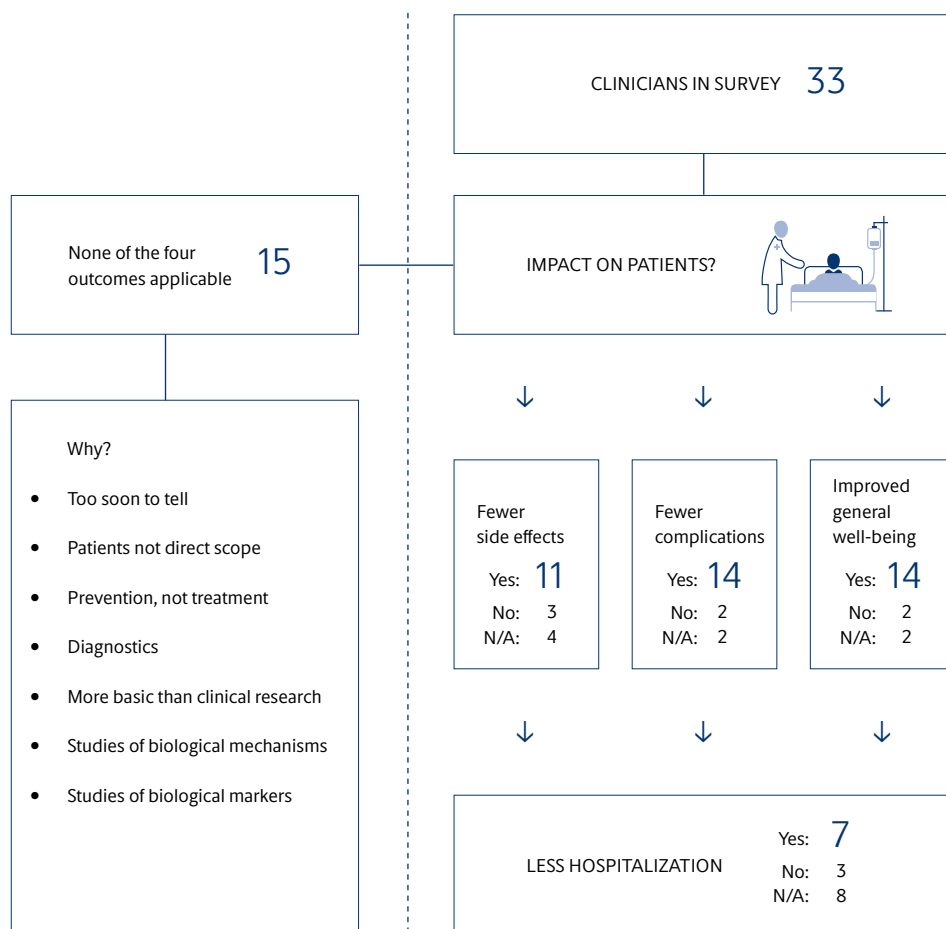 CLINICIANS IN SURVEY 33
None of the four
outcomes applicable 15
IMPACT ON PATIENTS?
Why?
• Too soon to tell
• Patients not direct scope
• Prevention, not treatment
• Diagnostics
• More basic than clinical research
• Studies of biological mechanisms
• Studies of biological markers
Fewer
side effects
Yes: 11
No: 3
N/A: 4
Fewer
complications
Yes: 14
No: 2
N/A: 2
Improved
general
well-being
Yes: 14
No: 2
N/A: 2
LESS HOSPITALIZATION
Yes: 7
No: 3
N/A: 8